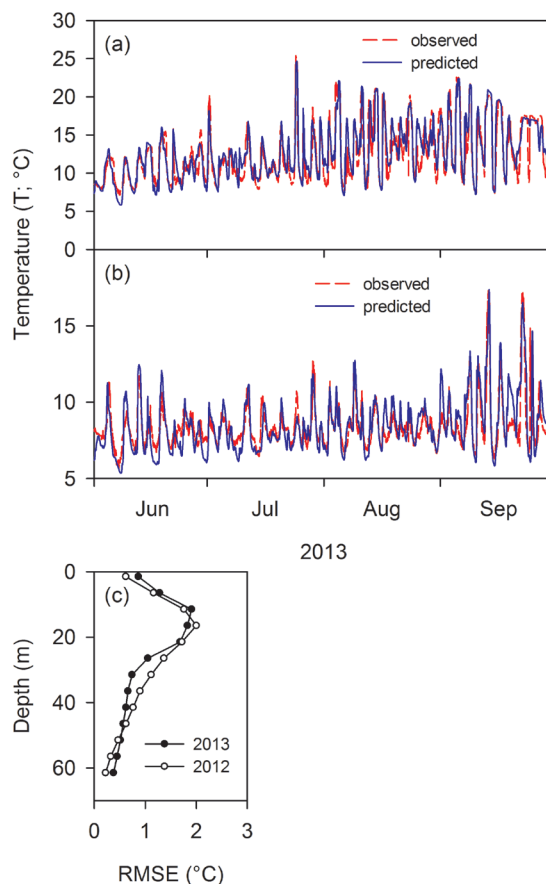 30
(a)
observed
predicted
25
20
15
10
5
0
Temperature (T; °C)
(b)
observed
predicted
15
10
5
Jun Jul Aug Sep
2013
0
(c)
20
40
60
Depth (m)
2013
2012
0 1 2 3
RMSE (°C)